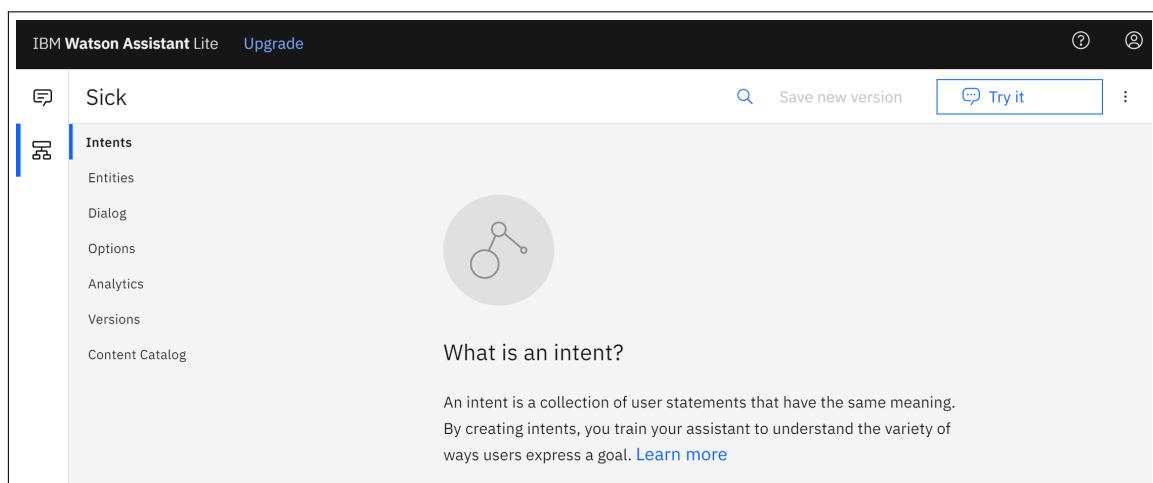 IBM Watson Assistant Lite Upgrade
Sick Save new version Try it
Intents
Entities
Dialog
Options
Analytics
Versions
Content Catalog
What is an intent?
An intent is a collection of user statements that have the same meaning.
By creating intents, you train your assistant to understand the variety of
ways users express a goal. Learn more